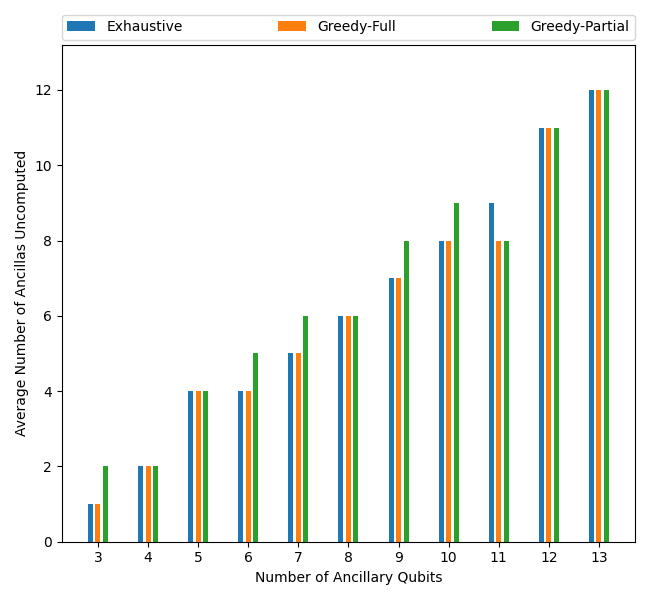 Exhaustive Greedy-Full Greedy-Partial
Average Number of Ancillas Uncomputed
12
10
8
6
4
2
0
3 4 5 6 7 8 9 10 11 12 13
Number of Ancillary Qubits